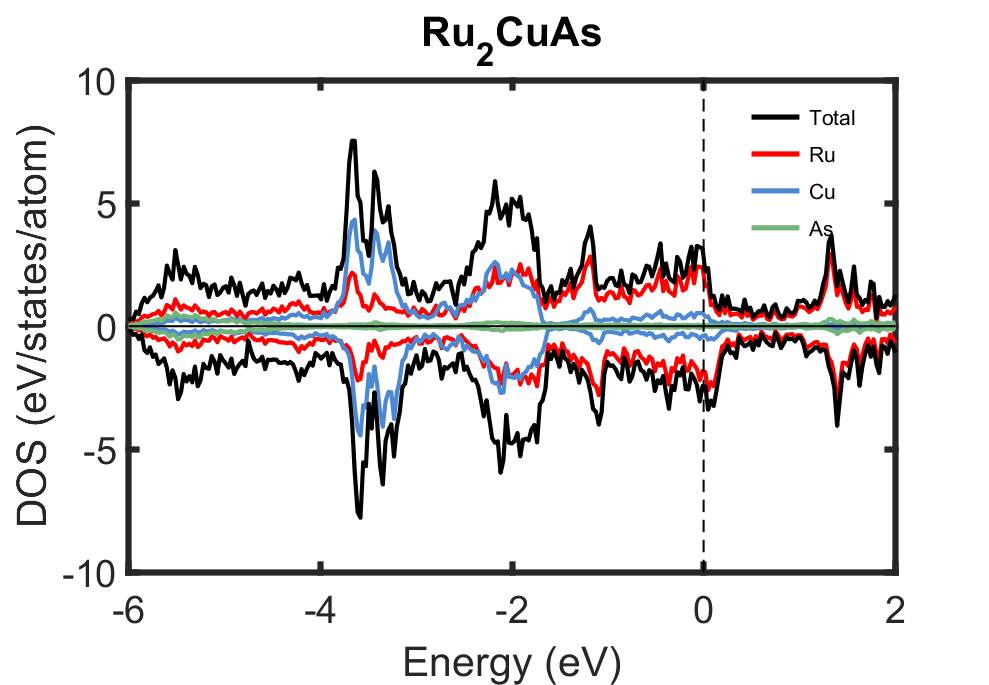 Ru2CuAs
10
5
0
-5
-10
DOS (eV/states/atom)
Total
Ru
Cu
As
-6
-4
-2
0
2
Energy (eV)